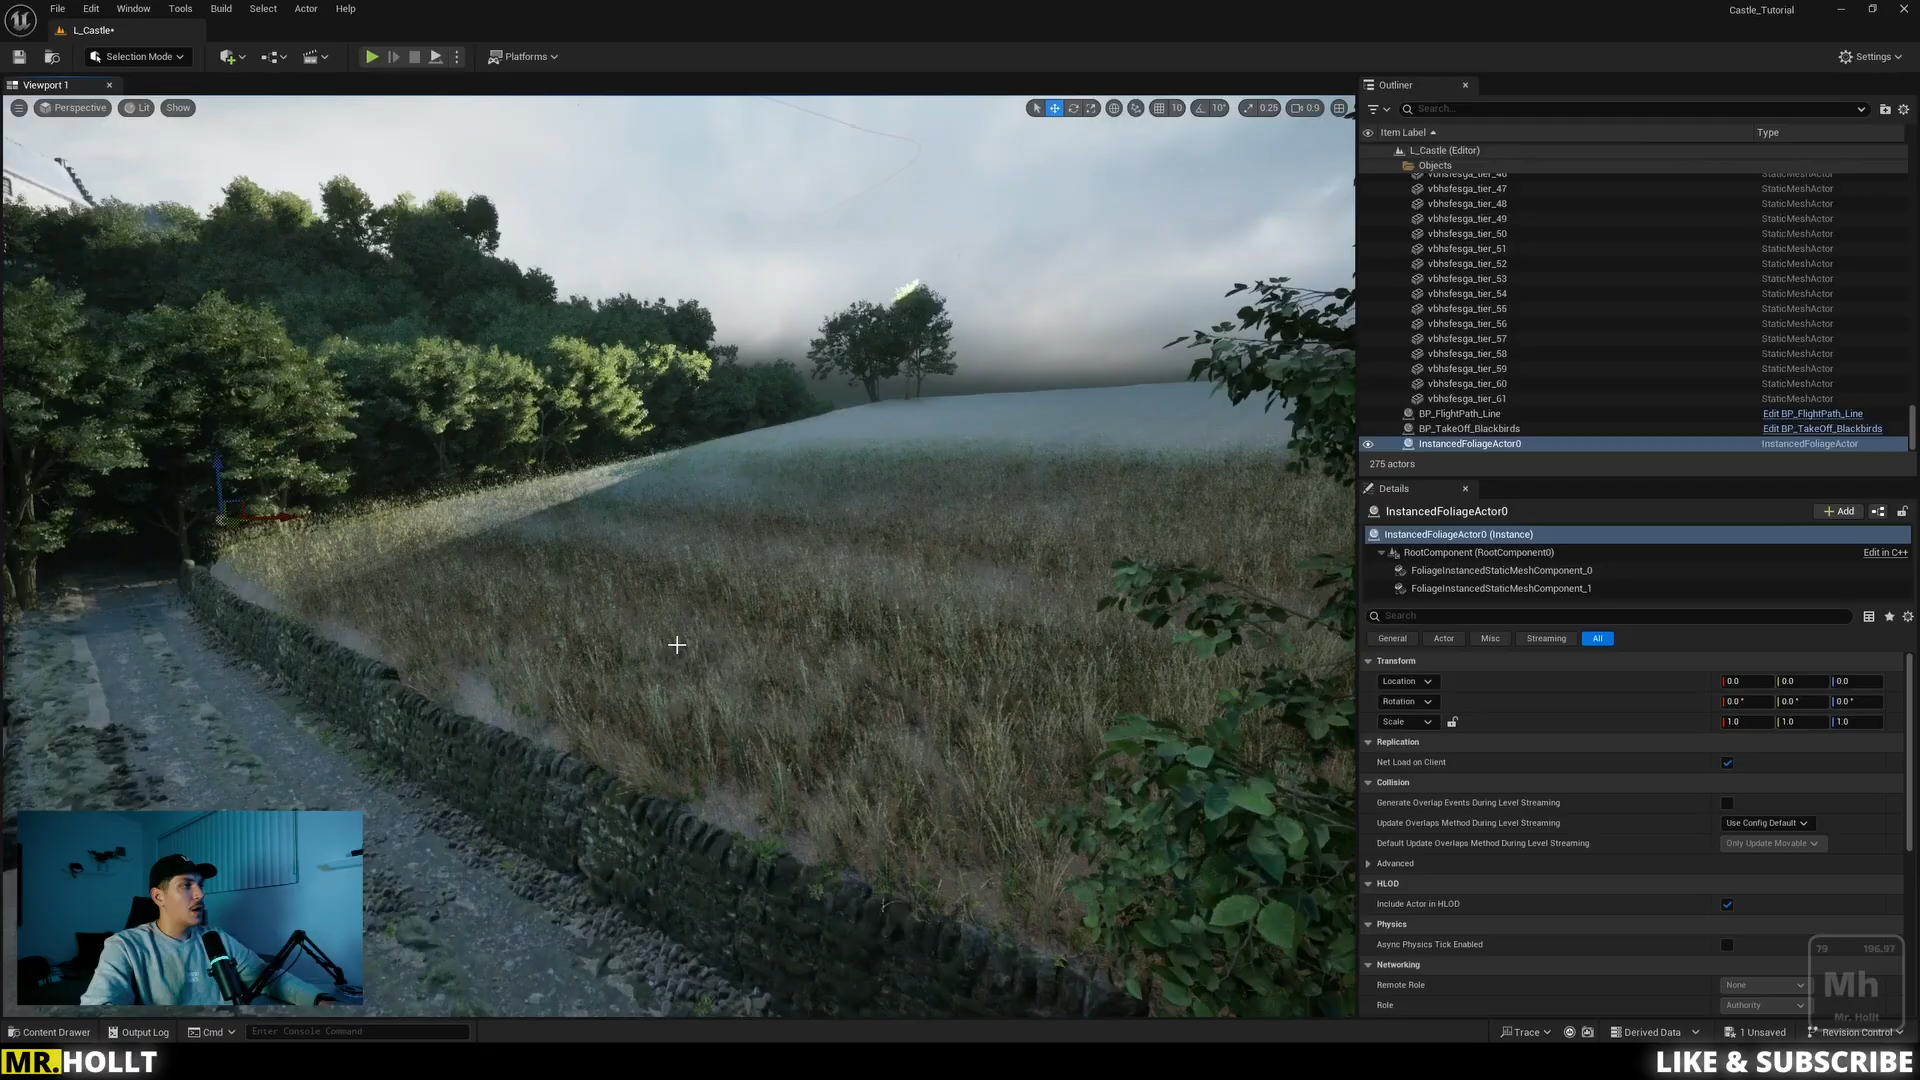 File Edit Window Tools Build Select Actor Help
Castle_Tutorial
L_Castle*
Selection Mode
Platforms
Settings
Viewport 1
Perspective Lit Show
10 10° 0.25 0.9
Outliner
Search...
Item Label Type
L_Castle (Editor)
Objects
vbhsfesga_tier_46 StaticMeshActor
vbhsfesga_tier_47 StaticMeshActor
vbhsfesga_tier_48 StaticMeshActor
vbhsfesga_tier_49 StaticMeshActor
vbhsfesga_tier_50 StaticMeshActor
vbhsfesga_tier_51 StaticMeshActor
vbhsfesga_tier_52 StaticMeshActor
vbhsfesga_tier_53 StaticMeshActor
vbhsfesga_tier_54 StaticMeshActor
vbhsfesga_tier_55 StaticMeshActor
vbhsfesga_tier_56 StaticMeshActor
vbhsfesga_tier_57 StaticMeshActor
vbhsfesga_tier_58 StaticMeshActor
vbhsfesga_tier_59 StaticMeshActor
vbhsfesga_tier_60 StaticMeshActor
vbhsfesga_tier_61 StaticMeshActor
BP_FlightPath_Line Edit BP_FlightPath_Line
BP_TakeOff_Blackbirds Edit BP_TakeOff_Blackbirds
InstancedFoliageActor0 InstancedFoliageActor
275 actors
Details
InstancedFoliageActor0
Add
InstancedFoliageActor0 (Instance)
RootComponent (RootComponent0) Edit in C++
FoliageInstancedStaticMeshComponent_0
FoliageInstancedStaticMeshComponent_1
Search
General Actor Misc Streaming All
Transform
Location 0.0 0.0 0.0
Rotation 0.0° 0.0° 0.0°
Scale 1.0 1.0 1.0
Replication
Net Load on Client
Collision
Generate Overlap Events During Level Streaming
Update Overlaps Method During Level Streaming Use Config Default
Default Update Overlaps Method During Level Streaming Only Update Movable
Advanced
HLOD
Include Actor in HLOD
Physics
Async Physics Tick Enabled
Networking
Remote Role None
Role Authority
79 196.97
Mh
Mr. Hollt
Content Drawer Output Log Cmd Enter Console Command
Trace Derived Data 1 Unsaved Revision Control
MR.HOLLT
LIKE & SUBSCRIBE